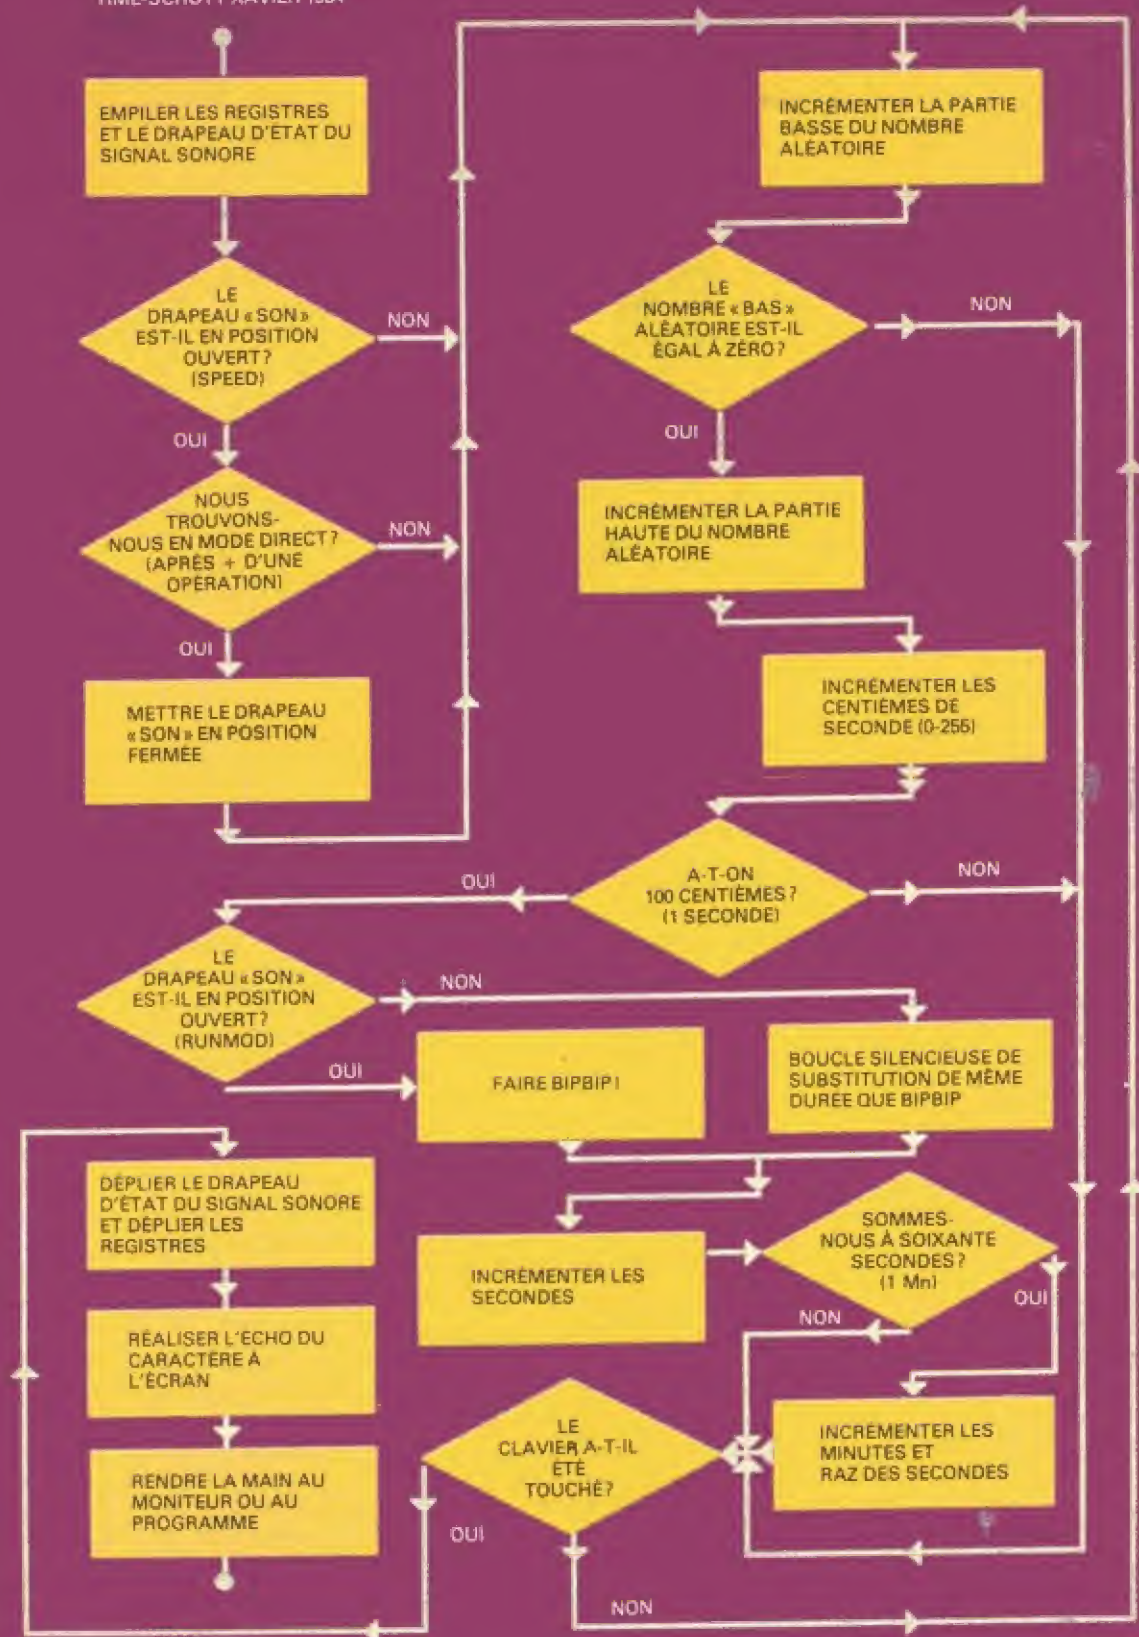 EMPILER LES REGISTRES
ET LE DRAPEAU D'ÉTAT DU
SIGNAL SONORE
LE
DRAPEAU « SON »
EST-IL EN POSITION
OUVERT ?
(SPEED)
NON
OUI
NOUS
TROUVONS-
NOUS EN MODE DIRECT ?
(APRÈS + D'UNE
OPÉRATION)
NON
OUI
METTRE LE DRAPEAU
« SON » EN POSITION
FERMÉE
INCRÉMENTER LA PARTIE
BASSE DU NOMBRE
ALÉATOIRE
LE
NOMBRE « BAS »
ALÉATOIRE EST-IL
ÉGAL À ZÉRO ?
NON
OUI
INCRÉMENTER LA PARTIE
HAUTE DU NOMBRE
ALÉATOIRE
INCRÉMENTER LES
CENTIÈMES DE
SECONDE (0-255)
A-T-ON
100 CENTIÈMES ?
(1 SECONDE)
NON
OUI
LE
DRAPEAU « SON »
EST-IL EN POSITION
OUVERT ?
(RUNMOD)
NON
OUI
FAIRE BIPBIP !
BOUCLE SILENCIEUSE DE
SUBSTITUTION DE MÊME
DURÉE QUE BIPBIP
INCRÉMENTER LES
SECONDES
SOMMES-
NOUS À SOIXANTE
SECONDES ?
(1 Mn)
OUI
NON
INCRÉMENTER LES
MINUTES ET
RAZ DES SECONDES
LE
CLAVIER A-T-IL
ÉTÉ
TOUCHÉ ?
OUI
NON
DÉPLIER LE DRAPEAU
D'ÉTAT DU SIGNAL SONORE
ET DÉPLIER LES
REGISTRES
RÉALISER L'ÉCHO DU
CARACTÈRE À
L'ÉCRAN
RENDRE LA MAIN AU
MONITEUR OU AU
PROGRAMME